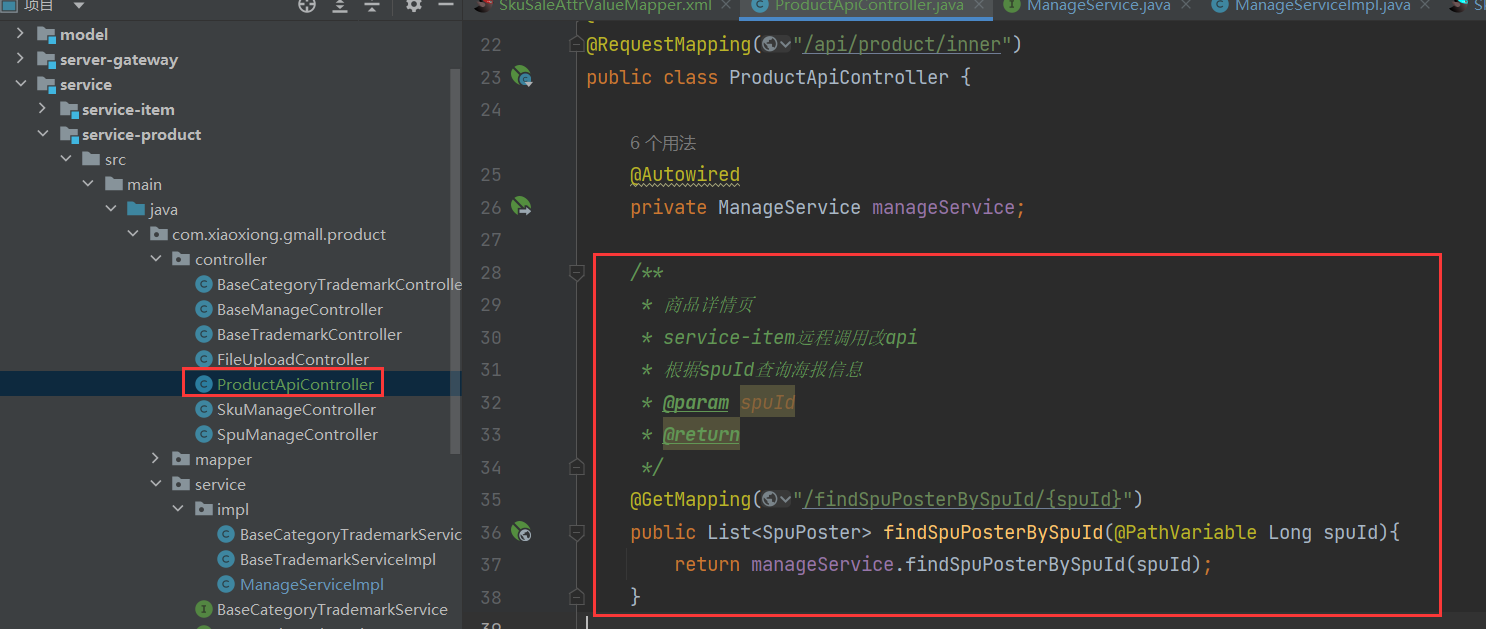 项目
SkuSaleAttrValueMapper.xml
ProductApiController.java
ManageService.java
ManageServiceImpl.java
model
server-gateway
service
service-item
service-product
src
main
java
com.xiaoxiong.gmall.product
controller
BaseCategoryTrademarkControlle
BaseManageController
BaseTrademarkController
FileUploadController
ProductApiController
SkuManageController
SpuManageController
mapper
service
impl
BaseCategoryTrademarkServic
BaseTrademarkServiceImpl
ManageServiceImpl
BaseCategoryTrademarkService
22 @RequestMapping("/api/product/inner")
23 public class ProductApiController {
24
6 个用法
25 @Autowired
26 private ManageService manageService;
27
28 /**
29 * 商品详情页
30 * service-item远程调用改api
31 * 根据spuId查询海报信息
32 * @param spuId
33 * @return
34 */
35 @GetMapping("/findSpuPosterBySpuId/{spuId}")
36 public List<SpuPoster> findSpuPosterBySpuId(@PathVariable Long spuId){
37 return manageService.findSpuPosterBySpuId(spuId);
38 }
39